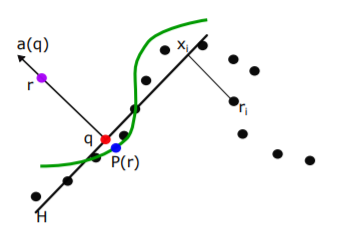 a(q)
x_i
r
r_i
q
P(r)
H